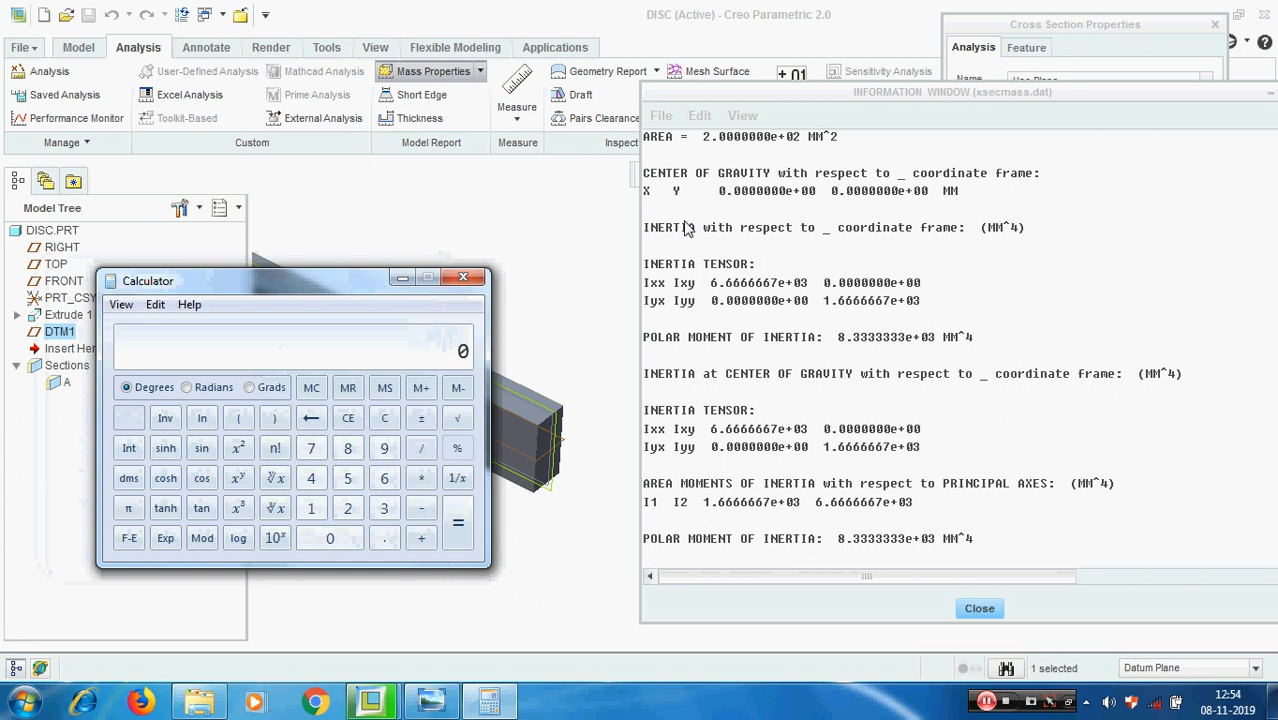 DISC (Active) - Creo Parametric 2.0
File Model Analysis Annotate Render Tools View Flexible Modeling Applications
Analysis User-Defined Analysis Mathcad Analysis Mass Properties Geometry Report Mesh Surface Sensitivity Analysis
Saved Analysis Excel Analysis Prime Analysis Short Edge Measure Draft
Performance Monitor Toolkit-Based External Analysis Thickness Pairs Clearance
Manage Custom Model Report Measure Inspect
Cross Section Properties
Analysis Feature
Name
INFORMATION WINDOW (xsecmass.dat)
File Edit View
AREA = 2.0000000e+02 MM^2
CENTER OF GRAVITY with respect to _ coordinate frame:
X Y 0.0000000e+00 0.0000000e+00 MM
INERTIA with respect to _ coordinate frame: (MM^4)
INERTIA TENSOR:
Ixx Ixy 6.6666667e+03 0.0000000e+00
Iyx Iyy 0.0000000e+00 1.6666667e+03
POLAR MOMENT OF INERTIA: 8.3333333e+03 MM^4
INERTIA at CENTER OF GRAVITY with respect to _ coordinate frame: (MM^4)
INERTIA TENSOR:
Ixx Ixy 6.6666667e+03 0.0000000e+00
Iyx Iyy 0.0000000e+00 1.6666667e+03
AREA MOMENTS OF INERTIA with respect to PRINCIPAL AXES: (MM^4)
I1 I2 1.6666667e+03 6.6666667e+03
POLAR MOMENT OF INERTIA: 8.3333333e+03 MM^4
Close
Model Tree
DISC.PRT
RIGHT
TOP
FRONT
PRT_CSY
Extrude 1
DTM1
Insert Her
Sections
A
Calculator
View Edit Help
0
Degrees Radians Grads MC MR MS M+ M-
Inv ln ( ) ← CE C ± √
Int sinh sin x² n! 7 8 9 / %
dms cosh cos xʸ ʸ√x 4 5 6 * 1/x
π tanh tan x³ ³√x 1 2 3 - =
F-E Exp Mod log 10ˣ 0 . +
1 selected Datum Plane
12:54
08-11-2019